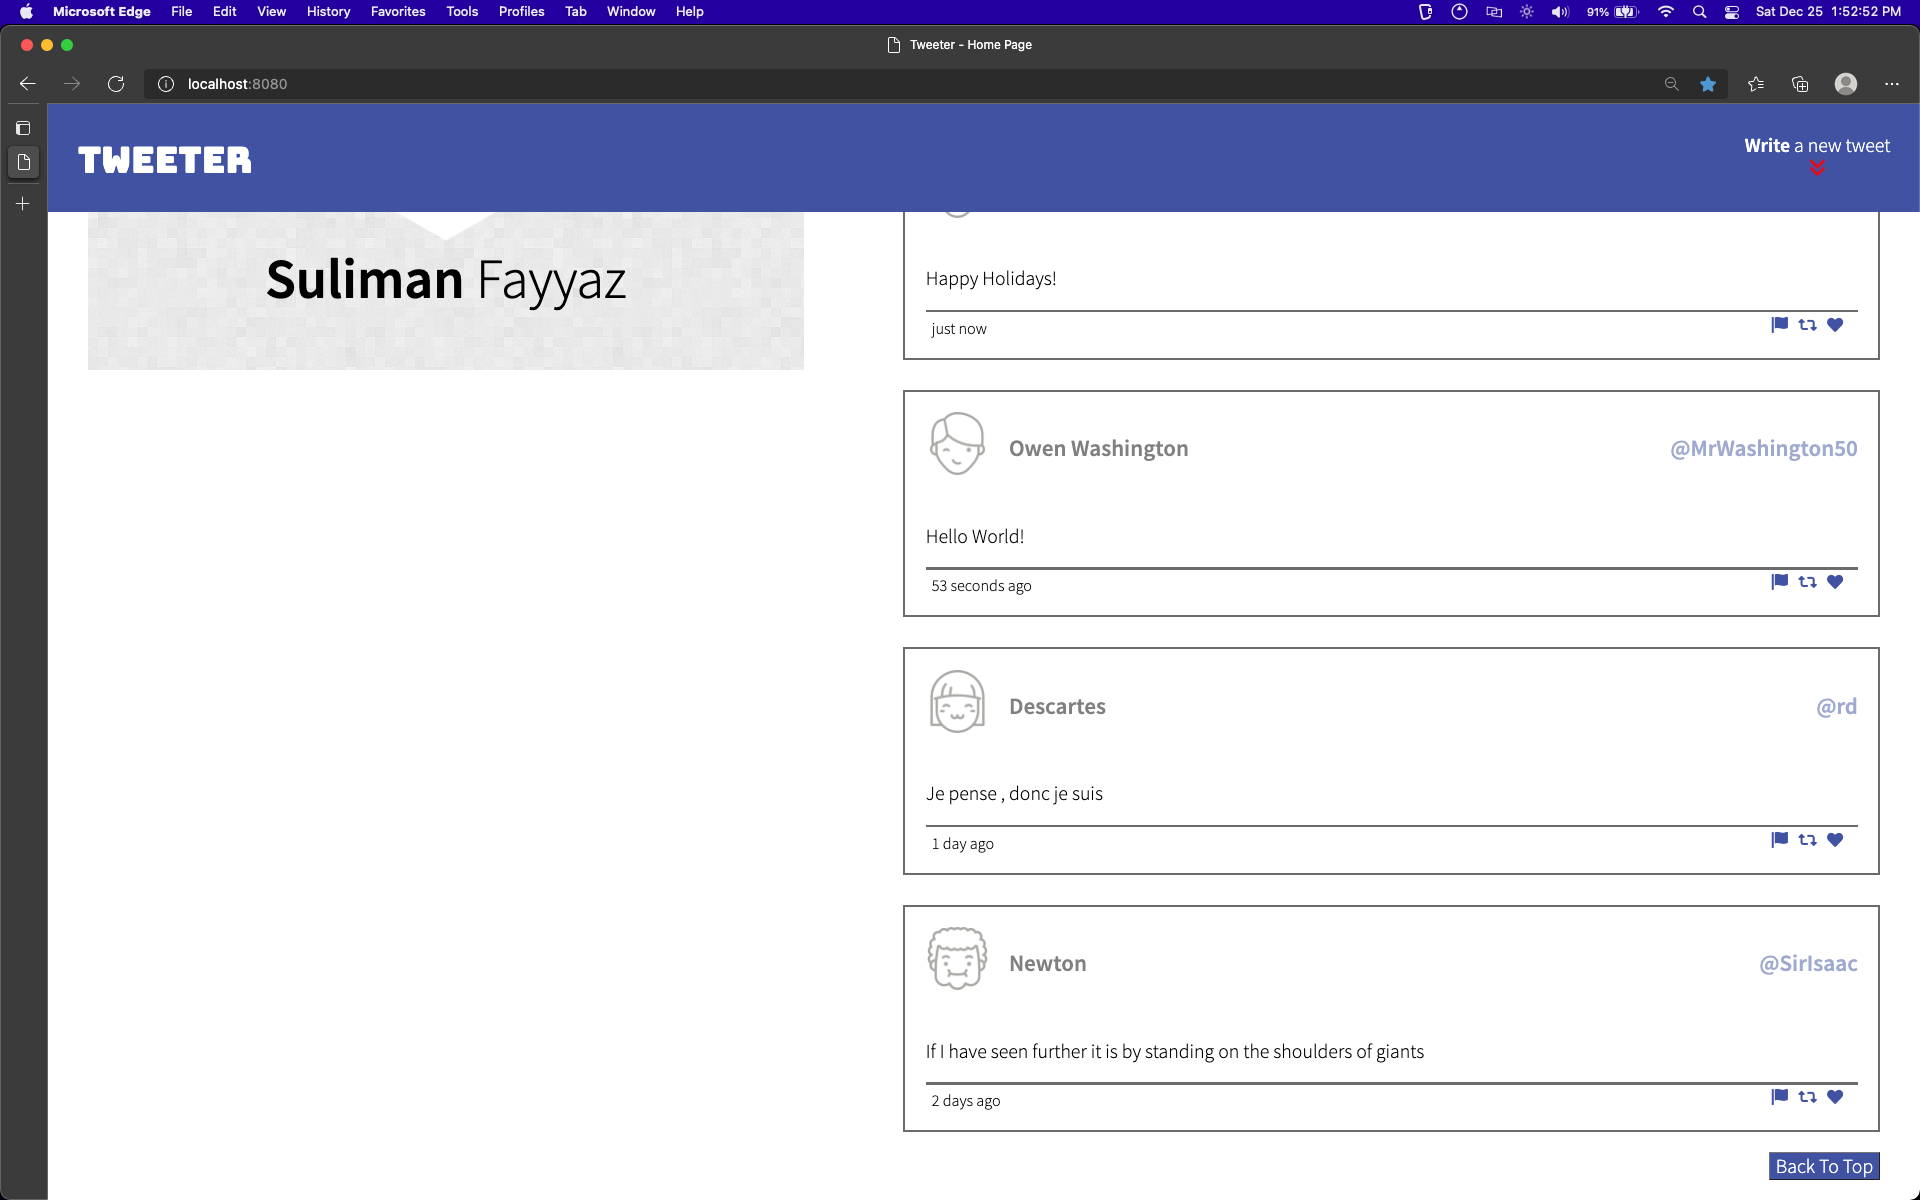 Microsoft Edge File Edit View History Favorites Tools Profiles Tab Window Help 91% Sat Dec 25 1:52:52 PM
Tweeter - Home Page
localhost:8080
TWEETER
Write a new tweet
Suliman Fayyaz
Happy Holidays!
just now
Owen Washington @MrWashington50
Hello World!
53 seconds ago
Descartes @rd
Je pense , donc je suis
1 day ago
Newton @SirIsaac
If I have seen further it is by standing on the shoulders of giants
2 days ago
Back To Top